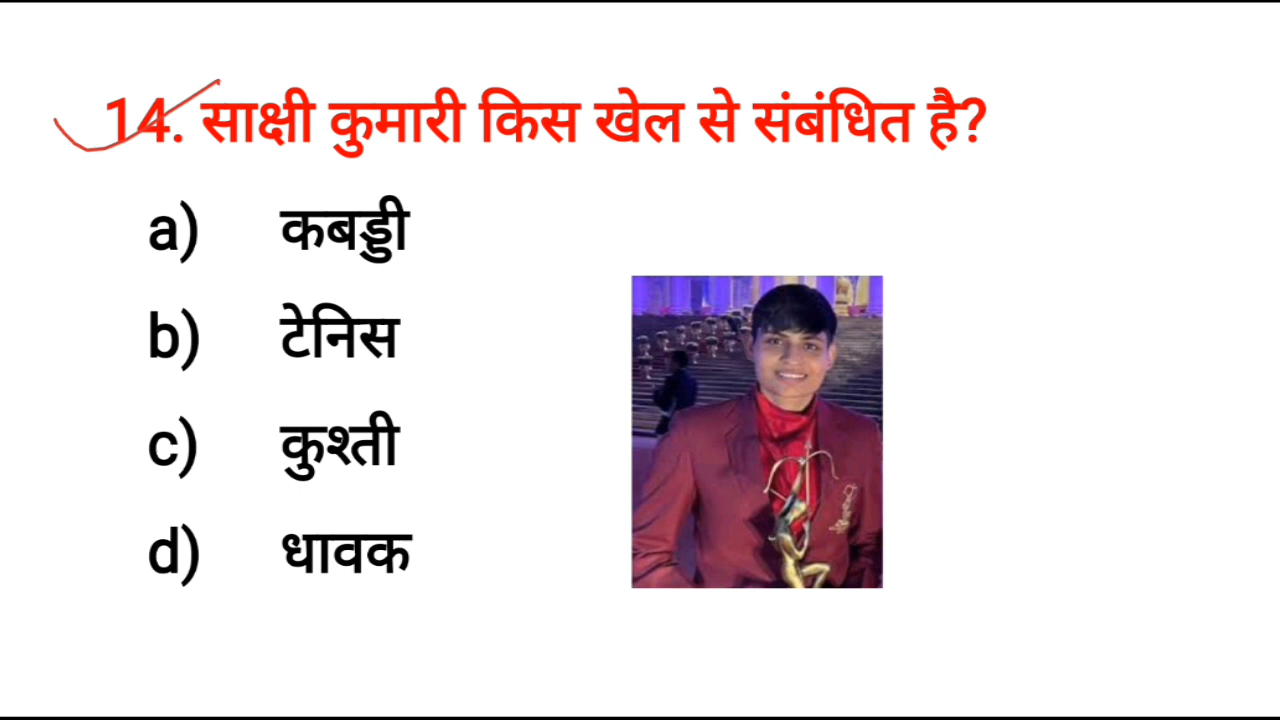 14. साक्षी कुमारी किस खेल से संबंधित है?
a) कबड्डी
b) टेनिस
c) कुश्ती
d) धावक